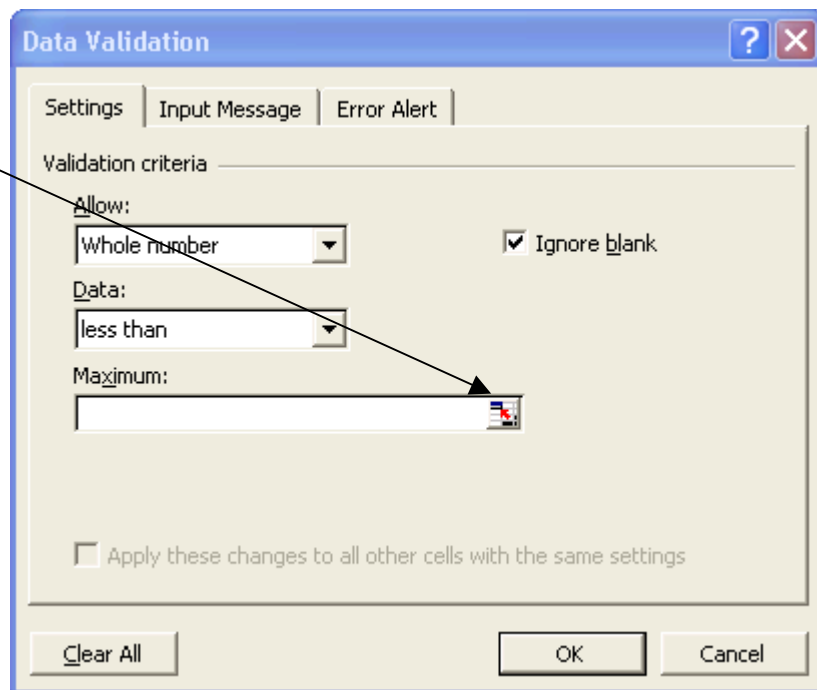 Data Validation
Settings Input Message Error Alert
Validation criteria
Allow:
Whole number Ignore blank
Data:
less than
Maximum:
Apply these changes to all other cells with the same settings
Clear All OK Cancel